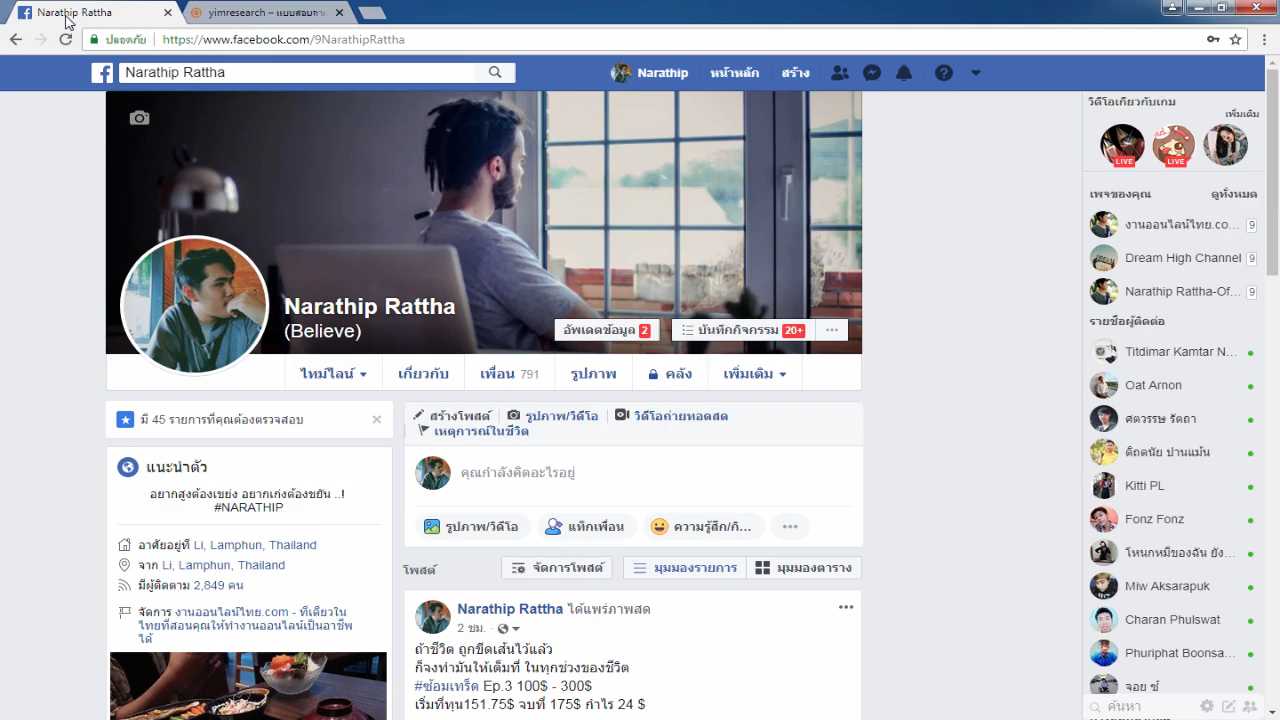 Narathip Rattha
yimresearch – แบบสอบถา
ปลอดภัย
https://www.facebook.com/9NarathipRattha
Narathip Rattha
Narathip
หน้าหลัก
สร้าง
วิดีโอเกี่ยวกับเกม
เพิ่มเติม
LIVE
LIVE
เพจของคุณ
ดูทั้งหมด
งานออนไลน์ไทย.co... 9
Dream High Channel 9
Narathip Rattha-Of... 9
รายชื่อผู้ติดต่อ
Titdimar Kamtar N...
Oat Arnon
ศตวรรษ รัตถา
ดิถดนัย ปานแม้น
Kitti PL
Fonz Fonz
โหนกหมีของฉัน ยัง...
Miw Aksarapuk
Charan Phulswat
Phuriphat Boonsa...
จอย ซ์
ค้นหา
Narathip Rattha
(Believe)
อัพเดตข้อมูล 2
บันทึกกิจกรรม 20+
ไทม์ไลน์
เกี่ยวกับ
เพื่อน 791
รูปภาพ
คลัง
เพิ่มเติม
มี 45 รายการที่คุณต้องตรวจสอบ
แนะนำตัว
อยากสูงต้องเขย่ง อยากเก่งต้องขยัน ..!
#NARATHIP
อาศัยอยู่ที่ Li, Lamphun, Thailand
จาก Li, Lamphun, Thailand
มีผู้ติดตาม 2,849 คน
จัดการ งานออนไลน์ไทย.com - ที่เดียวใน
ไทยที่สอนคุณให้ทำงานออนไลน์เป็นอาชีพ
ได้
สร้างโพสต์
รูปภาพ/วิดีโอ
วิดีโอถ่ายทอดสด
เหตุการณ์ในชีวิต
คุณกำลังคิดอะไรอยู่
รูปภาพ/วิดีโอ
แท็กเพื่อน
ความรู้สึก/กิ...
โพสต์
จัดการโพสต์
มุมมองรายการ
มุมมองตาราง
Narathip Rattha ได้แพร่ภาพสด
2 ชม.
ถ้าชีวิต ถูกขีดเส้นไว้แล้ว
ก็จงทำมันให้เต็มที่ ในทุกช่วงของชีวิต
#ซ้อมเทร็ด Ep.3 100$ - 300$
เริ่มที่ทุน151.75$ จบที่ 175$ กำไร 24 $